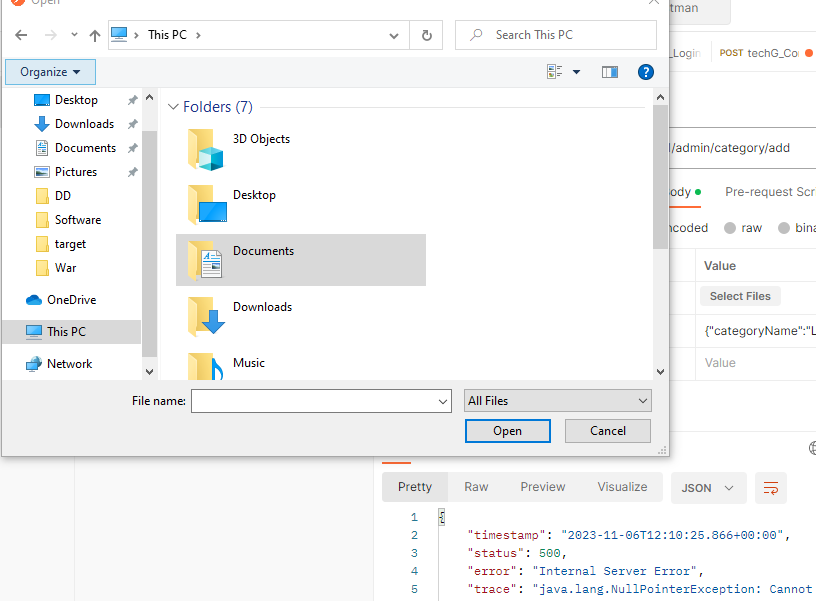 Open
tman
This PC
Search This PC
_Login
POST techG_Co
Organize
Desktop
Downloads
Documents
Pictures
DD
Software
target
War
OneDrive
This PC
Network
Folders (7)
3D Objects
Desktop
Documents
Downloads
Music
File name:
All Files
Open
Cancel
l/admin/category/add
ody
Pre-request Scr
ncoded
raw
bina
Value
Select Files
{"categoryName":"L
Value
Pretty
Raw
Preview
Visualize
JSON
1 {
2 "timestamp": "2023-11-06T12:10:25.866+00:00",
3 "status": 500,
4 "error": "Internal Server Error",
5 "trace": "java.lang.NullPointerException: Cannot